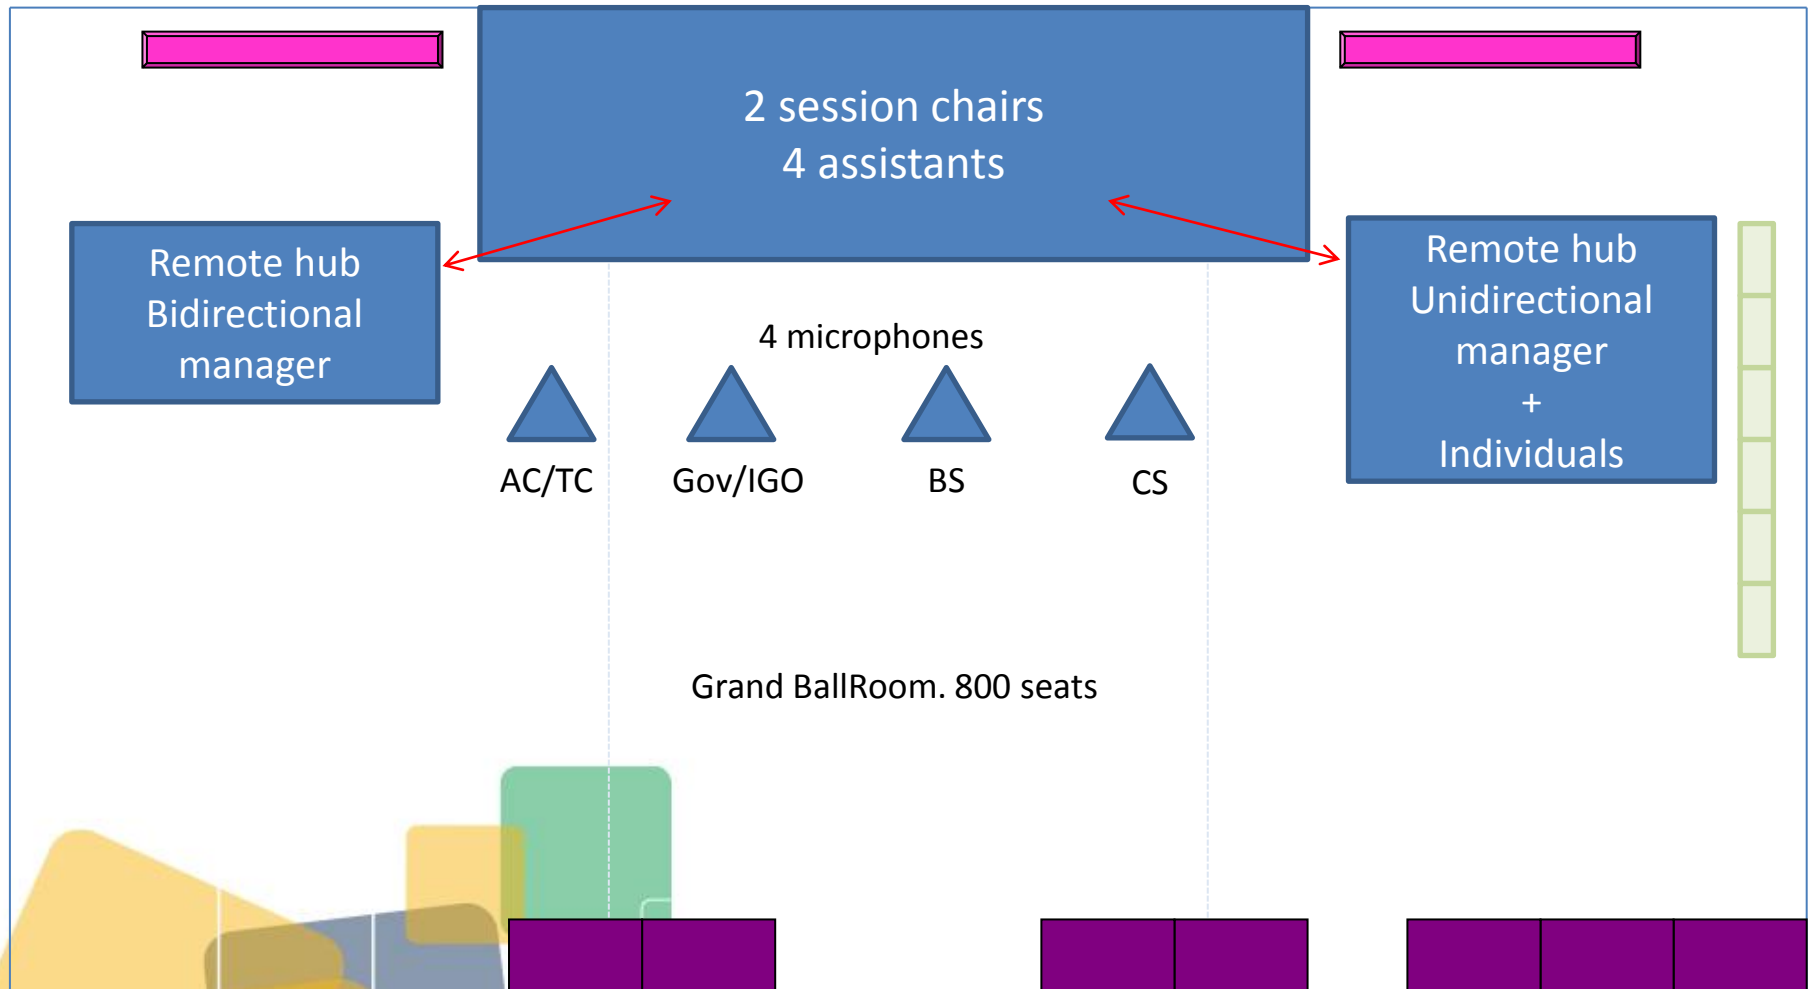 2 session chairs
4 assistants
Remote hub
Bidirectional
manager
Remote hub
Unidirectional
manager
+
Individuals
4 microphones
AC/TC
Gov/IGO
BS
CS
Grand BallRoom. 800 seats